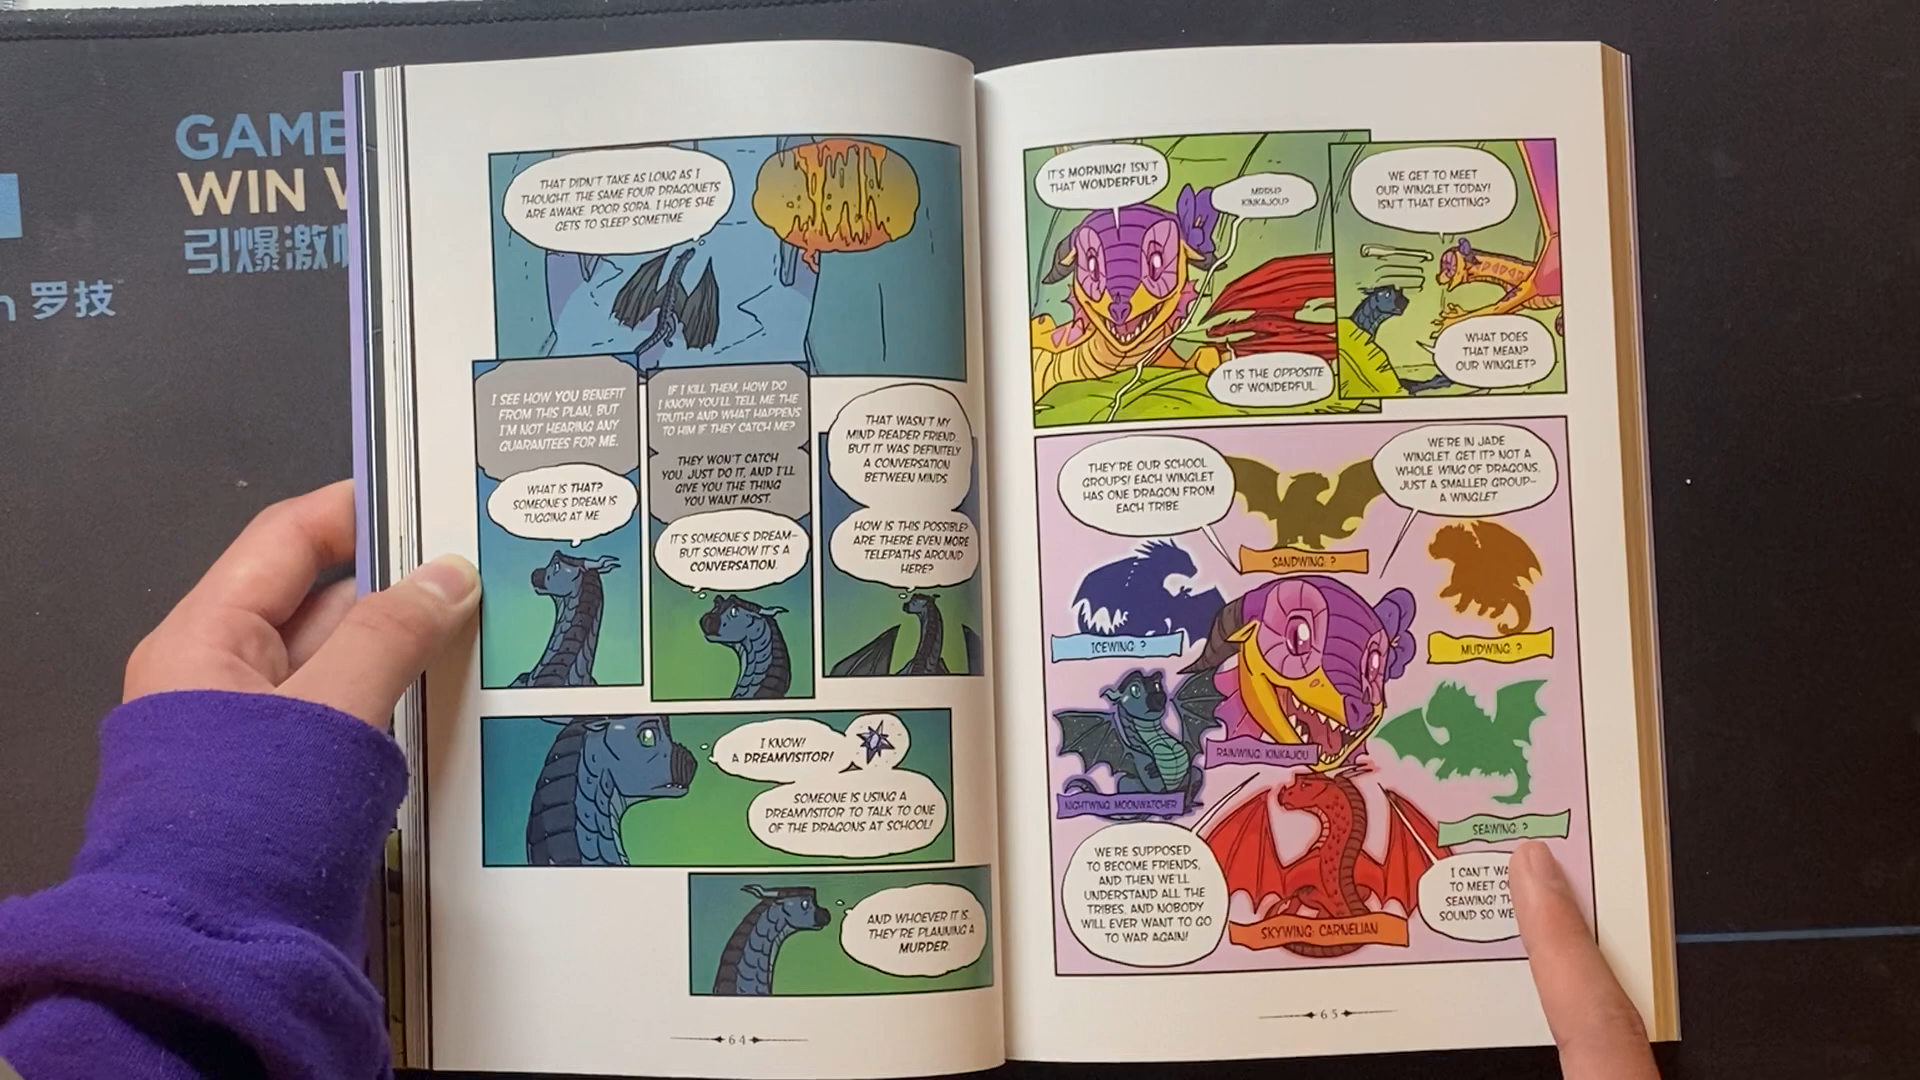 GAME
WIN
引爆激
罗技
THAT DIDN'T TAKE AS LONG AS I
THOUGHT. THE SAME FOUR DRAGONETS
ARE AWAKE. POOR SORA. I HOPE SHE
GETS TO SLEEP SOMETIME.
I SEE HOW YOU BENEFIT
FROM THIS PLAN, BUT
I'M NOT HEARING ANY
GUARANTEES FOR ME.
WHAT IS THAT?
SOMEONE'S DREAM IS
TUGGING AT ME.
IF I KILL THEM, HOW DO
I KNOW YOU'LL TELL ME THE
TRUTH? AND WHAT HAPPENS
TO HIM IF THEY CATCH ME?
THEY WON'T CATCH
YOU. JUST DO IT, AND I'LL
GIVE YOU THE THING
YOU WANT MOST.
IT'S SOMEONE'S DREAM—
BUT SOMEHOW IT'S A
CONVERSATION.
THAT WASN'T MY
MIND READER FRIEND...
BUT IT WAS DEFINITELY
A CONVERSATION
BETWEEN MINDS.
HOW IS THIS POSSIBLE?
ARE THERE EVEN MORE
TELEPATHS AROUND
HERE?
I KNOW!
A DREAMVISITOR!
SOMEONE IS USING A
DREAMVISITOR TO TALK TO ONE
OF THE DRAGONS AT SCHOOL!
AND WHOEVER IT IS...
THEY'RE PLANNING A
MURDER.
64
IT'S MORNING! ISN'T
THAT WONDERFUL?
MRRH?
KINKAJOU?
IT IS THE OPPOSITE
OF WONDERFUL.
WE GET TO MEET
OUR WINGLET TODAY!
ISN'T THAT EXCITING?
WHAT DOES
THAT MEAN?
OUR WINGLET?
THEY'RE OUR SCHOOL
GROUPS! EACH WINGLET
HAS ONE DRAGON FROM
EACH TRIBE.
WE'RE IN JADE
WINGLET. GET IT? NOT A
WHOLE WING OF DRAGONS,
JUST A SMALLER GROUP—
A WINGLET.
SANDWING: ?
ICEWING: ?
MUDWING: ?
RAINWING: KINKAJOU
NIGHTWING: MOONWATCHER
SEAWING: ?
SKYWING: CARNELIAN
WE'RE SUPPOSED
TO BECOME FRIENDS,
AND THEN WE'LL
UNDERSTAND ALL THE
TRIBES, AND NOBODY
WILL EVER WANT TO GO
TO WAR AGAIN!
I CAN'T
TO MEET
SEAWING!
SOUND SO
65